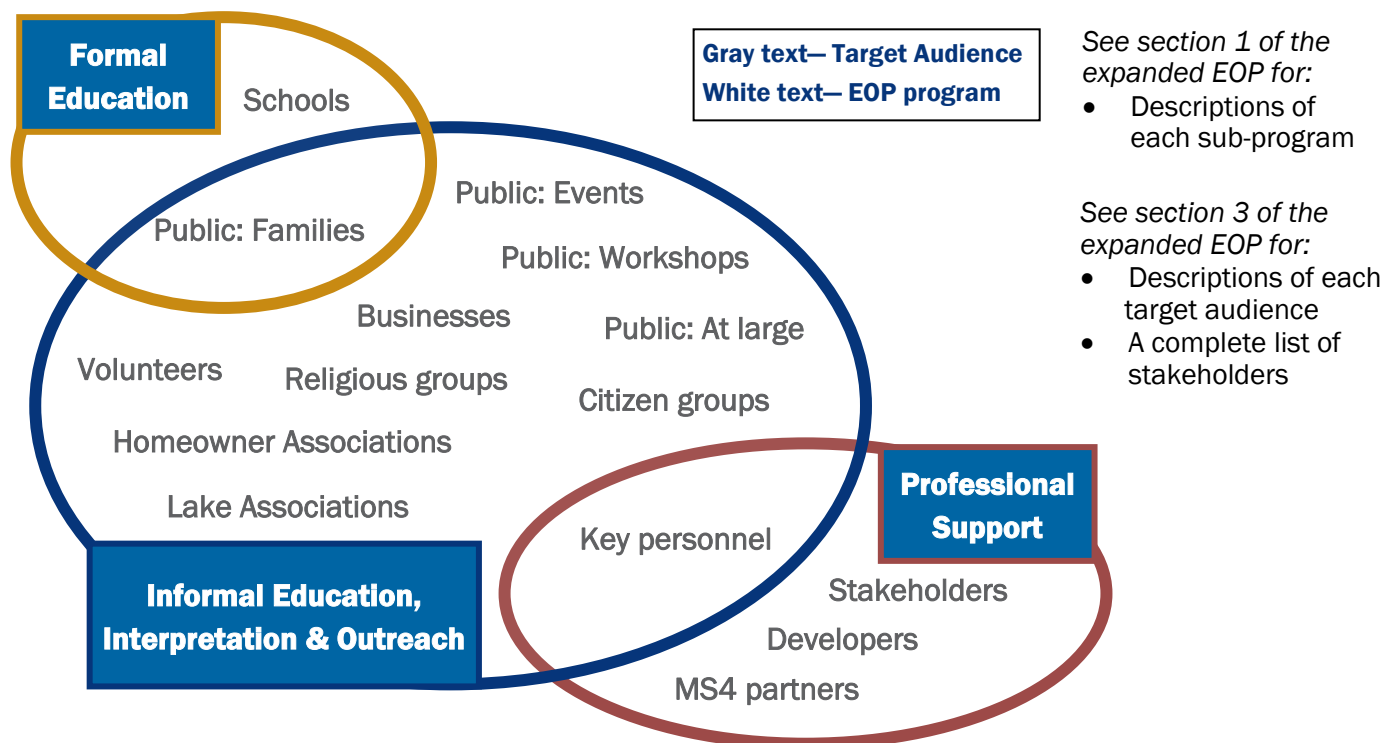 Formal
Education
Schools
Public: Families
Public: Events
Public: Workshops
Businesses
Public: At large
Volunteers
Religious groups
Citizen groups
Homeowner Associations
Lake Associations
Informal Education,
Interpretation & Outreach
Professional
Support
Key personnel
Stakeholders
Developers
MS4 partners
Gray text— Target Audience
White text— EOP program
See section 1 of the
expanded EOP for:
• Descriptions of
each sub-program
See section 3 of the
expanded EOP for:
• Descriptions of each
target audience
• A complete list of
stakeholders